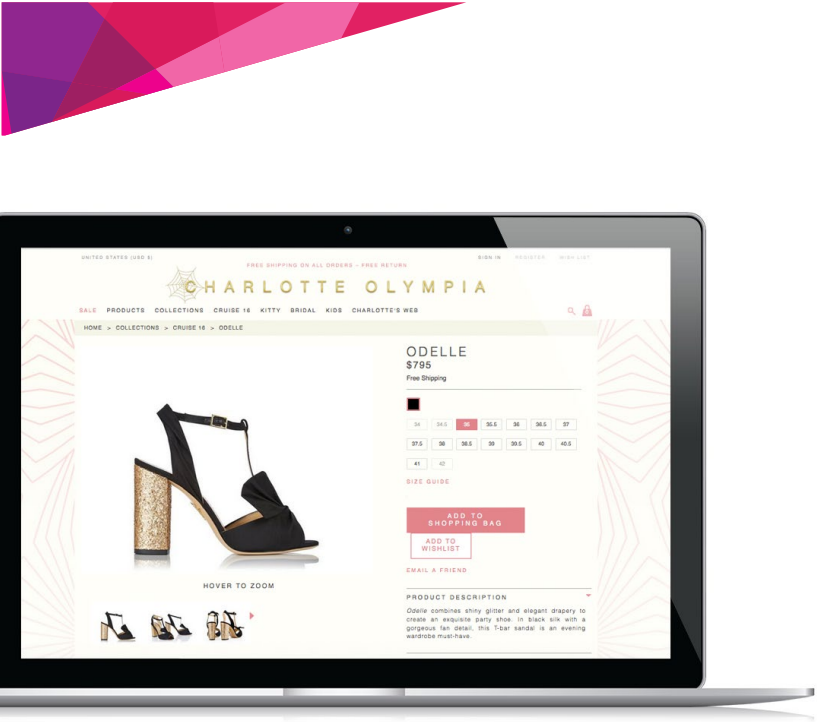 UNITED STATES (USD $)
SIGN IN REGISTER WISH LIST
FREE SHIPPING ON ALL ORDERS – FREE RETURN
CHARLOTTE OLYMPIA
SALE PRODUCTS COLLECTIONS CRUISE 16 KITTY BRIDAL KIDS CHARLOTTE'S WEB
HOME > COLLECTIONS > CRUISE 16 > ODELLE
ODELLE
$795
Free Shipping
34 34.5 35 35.5 36 36.5 37
37.5 38 38.5 39 39.5 40 40.5
41 42
SIZE GUIDE
ADD TO
SHOPPING BAG
ADD TO
WISHLIST
EMAIL A FRIEND
HOVER TO ZOOM
PRODUCT DESCRIPTION
Odelle combines shiny glitter and elegant drapery to
create an exquisite party shoe. In black silk with a
gorgeous fan detail, this T-bar sandal is an evening
wardrobe must-have.